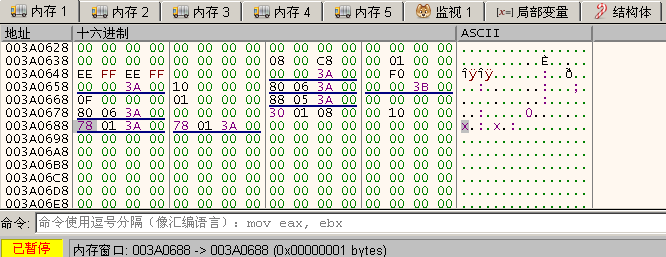 内存 1 内存 2 内存 3 内存 4 内存 5 监视 1 [x=] 局部变量 结构体
地址 十六进制 ASCII
003A0628 00 00 00 00 00 00 00 00 00 00 00 00 00 00 00 00 ................
003A0638 00 00 00 00 00 00 00 00 08 00 C8 00 00 01 00 00 ..........È.....
003A0648 EE FF EE FF 00 00 00 00 00 00 3A 00 00 F0 00 00 îÿîÿ......:..ð..
003A0658 00 00 3A 00 10 00 00 00 80 06 3A 00 00 00 3B 00 ..:.......:...;.
003A0668 0F 00 00 00 01 00 00 00 88 05 3A 00 00 00 00 00 ..........:.....
003A0678 80 06 3A 00 00 00 00 00 30 01 08 00 00 10 00 00 ..:.....0.......
003A0688 78 01 3A 00 78 01 3A 00 00 00 00 00 00 00 00 00 x.:.x.:.........
003A0698 00 00 00 00 00 00 00 00 00 00 00 00 00 00 00 00 ................
003A06A8 00 00 00 00 00 00 00 00 00 00 00 00 00 00 00 00 ................
003A06B8 00 00 00 00 00 00 00 00 00 00 00 00 00 00 00 00 ................
003A06C8 00 00 00 00 00 00 00 00 00 00 00 00 00 00 00 00 ................
003A06D8 00 00 00 00 00 00 00 00 00 00 00 00 00 00 00 00 ................
003A06E8 00 00 00 00 00 00 00 00 00 00 00 00 00 00 00 00 ................
命令: 命令使用逗号分隔（像汇编语言）: mov eax, ebx
已暂停 内存窗口: 003A0688 -> 003A0688 (0x00000001 bytes)